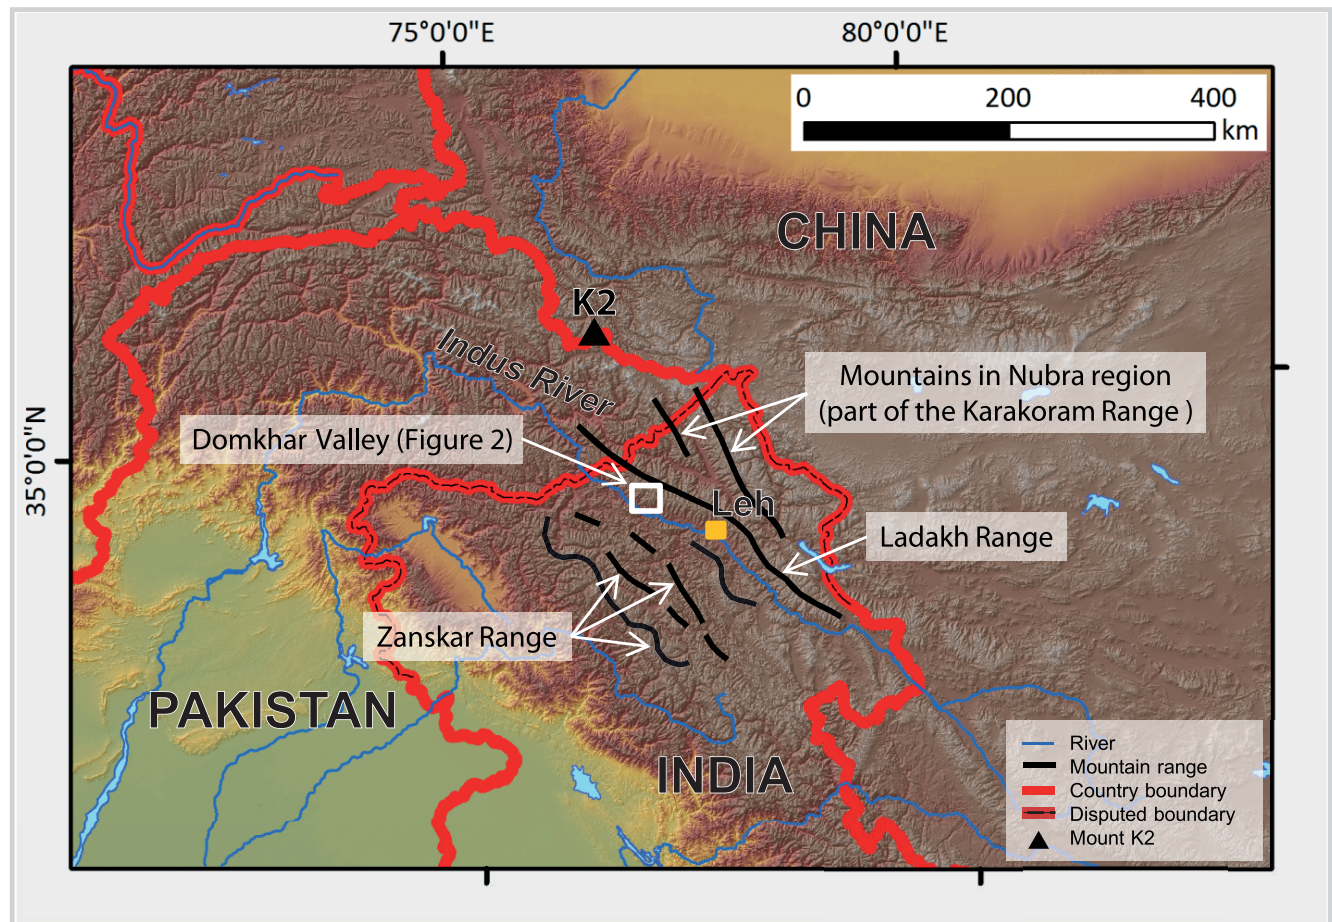 75°0'0"E
80°0'0"E
0 200 400
km
CHINA
K2
Indus River
Mountains in Nubra region
(part of the Karakoram Range )
Domkhar Valley (Figure 2)
35°0'0"N
Leh
Ladakh Range
Zanskar Range
PAKISTAN
INDIA
River
Mountain range
Country boundary
Disputed boundary
Mount K2